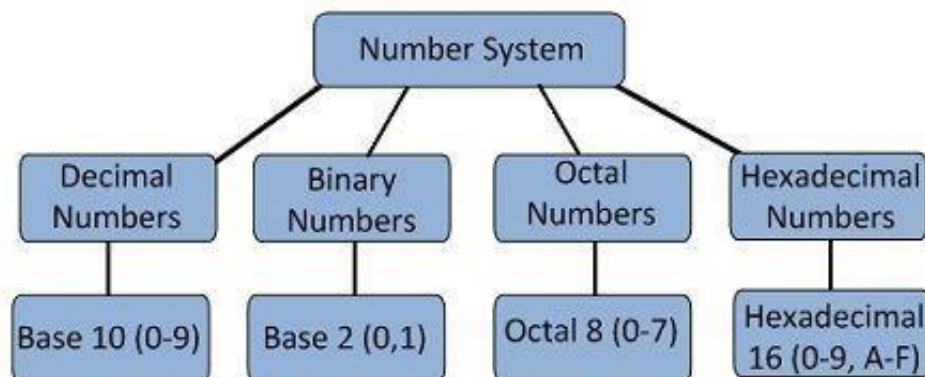 Number System
Decimal
Numbers
Binary
Numbers
Octal
Numbers
Hexadecimal
Numbers
Base 10 (0-9)
Base 2 (0,1)
Octal 8 (0-7)
Hexadecimal
16 (0-9, A-F)